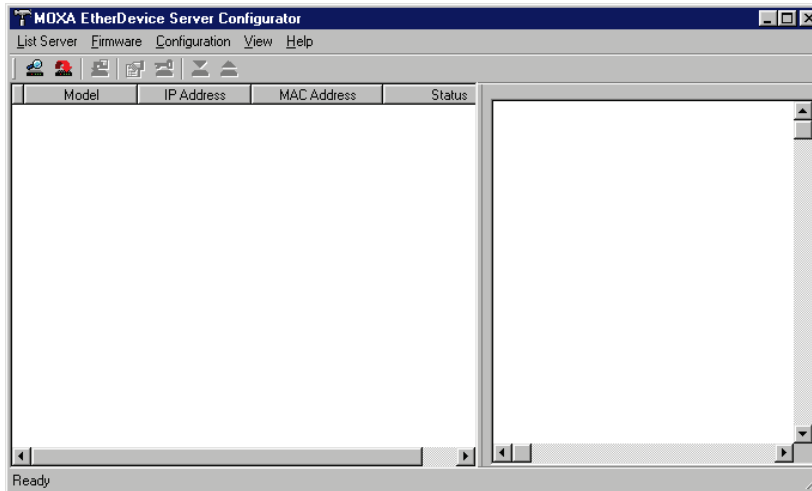 MOXA EtherDevice Server Configurator
List Server Firmware Configuration View Help
Model IP Address MAC Address Status
Ready